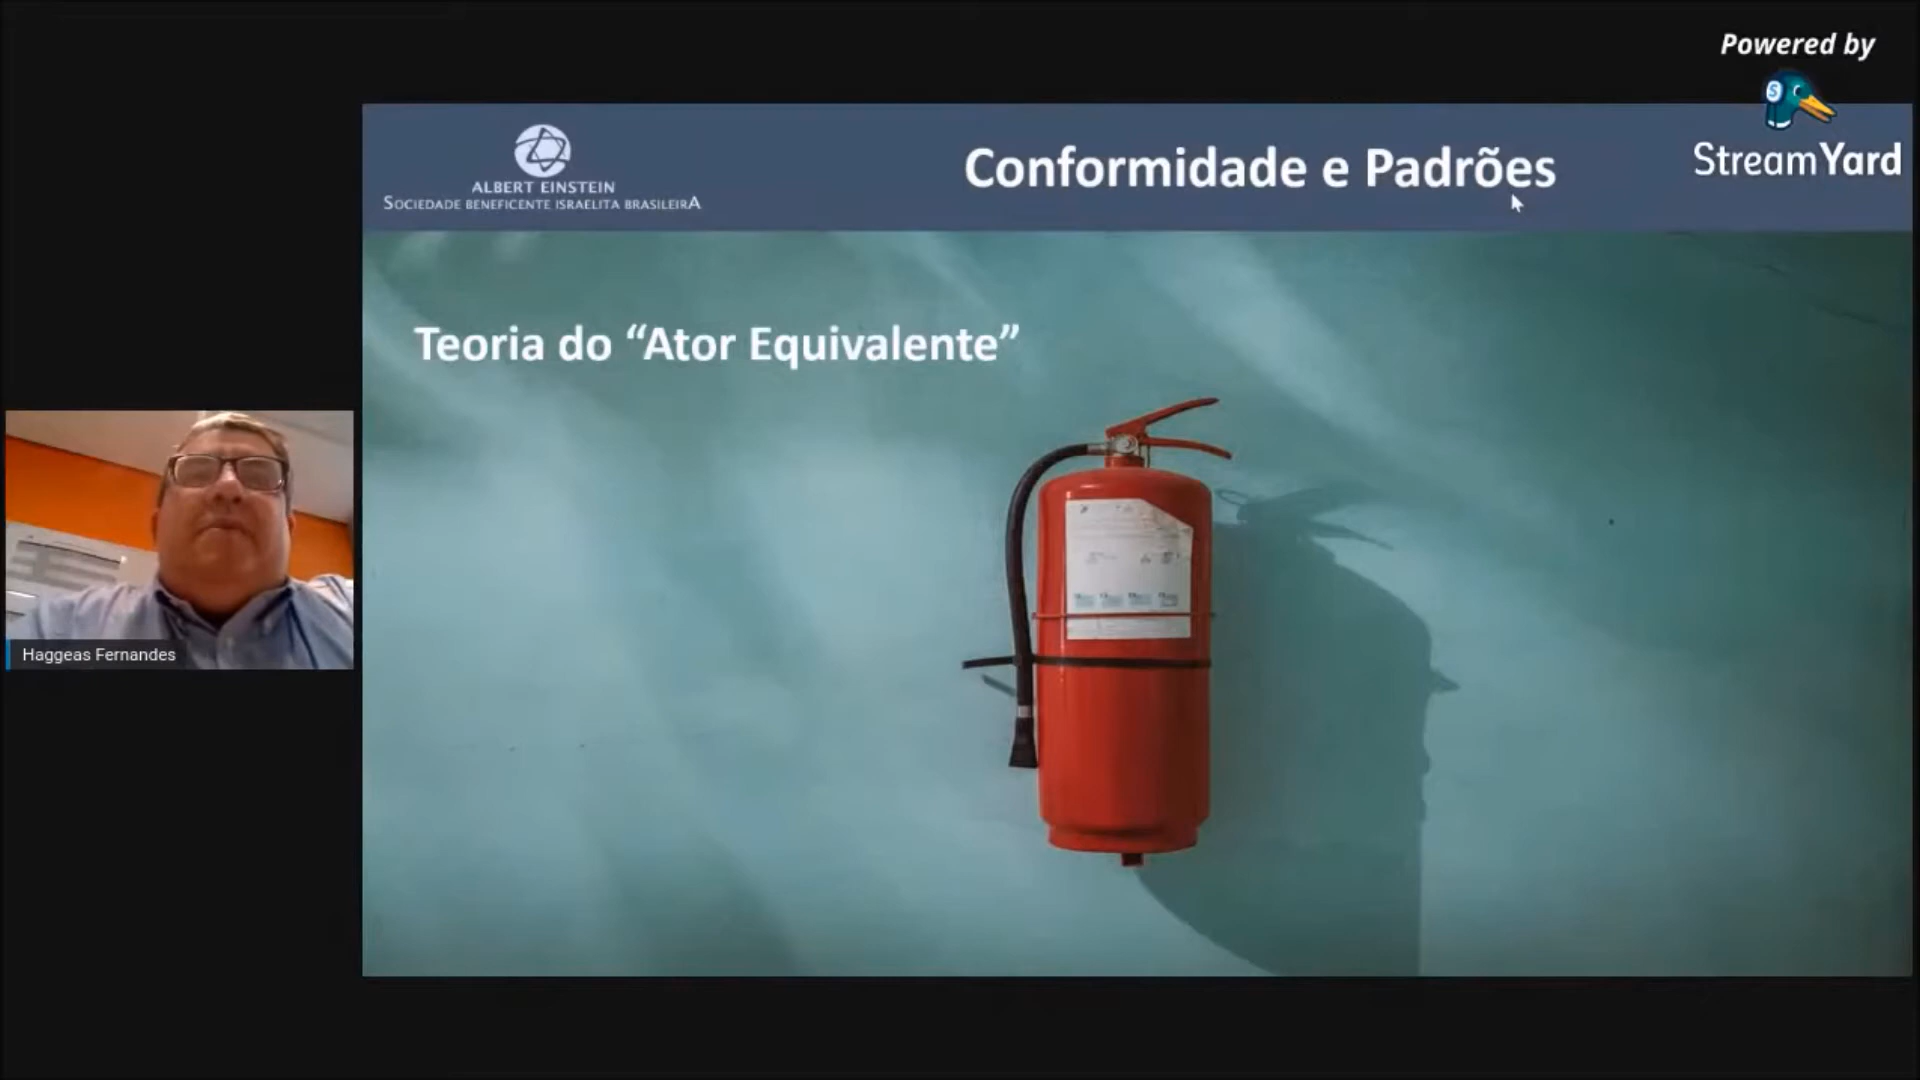 Powered by
StreamYard
ALBERT EINSTEIN
SOCIEDADE BENEFICENTE ISRAELITA BRASILEIRA
Conformidade e Padrões
Teoria do “Ator Equivalente”
Haggeas Fernandes